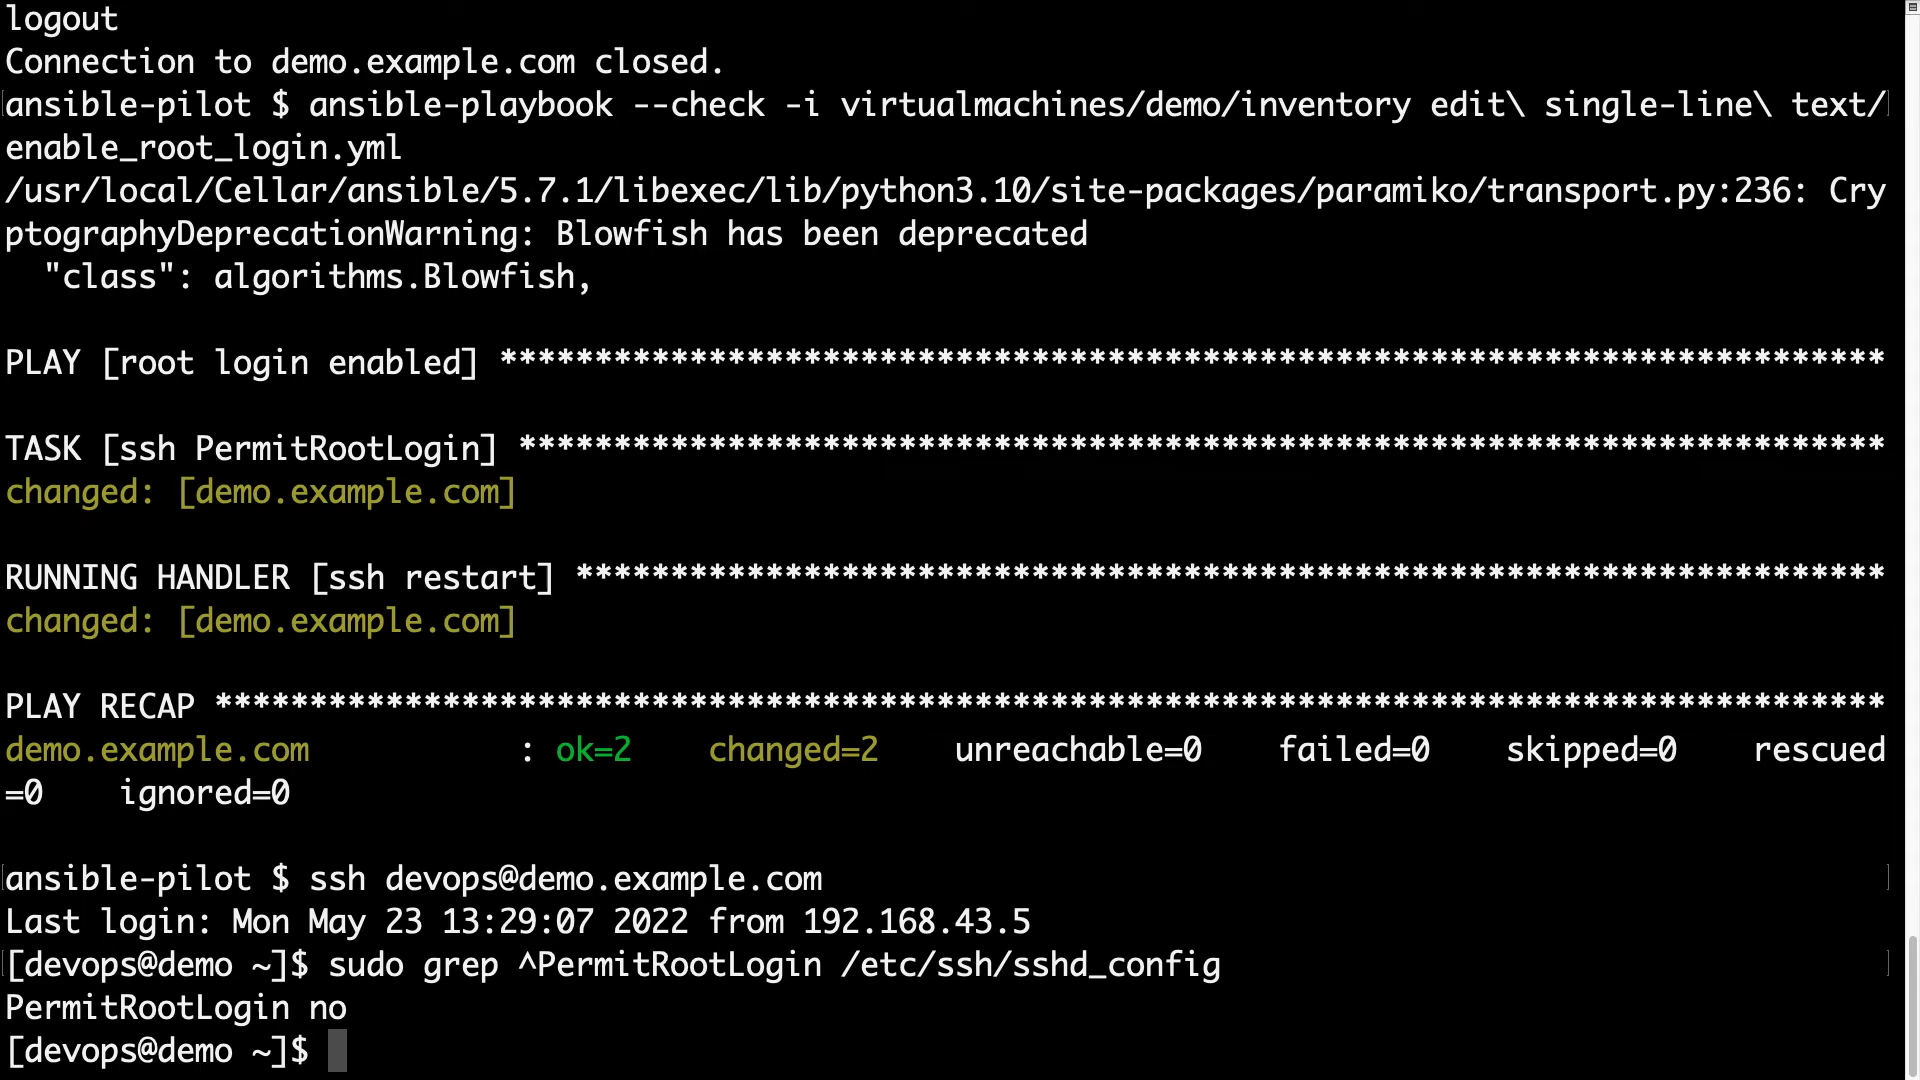 logout
Connection to demo.example.com closed.
ansible-pilot $ ansible-playbook --check -i virtualmachines/demo/inventory edit\ single-line\ text/
enable_root_login.yml
/usr/local/Cellar/ansible/5.7.1/libexec/lib/python3.10/site-packages/paramiko/transport.py:236: Cry
ptographyDeprecationWarning: Blowfish has been deprecated
  "class": algorithms.Blowfish,
PLAY [root login enabled] *************************************************************************
TASK [ssh PermitRootLogin] ************************************************************************
changed: [demo.example.com]
RUNNING HANDLER [ssh restart] *********************************************************************
changed: [demo.example.com]
PLAY RECAP ****************************************************************************************
demo.example.com           : ok=2    changed=2    unreachable=0    failed=0    skipped=0    rescued
=0    ignored=0
ansible-pilot $ ssh devops@demo.example.com
Last login: Mon May 23 13:29:07 2022 from 192.168.43.5
[devops@demo ~]$ sudo grep ^PermitRootLogin /etc/ssh/sshd_config
PermitRootLogin no
[devops@demo ~]$